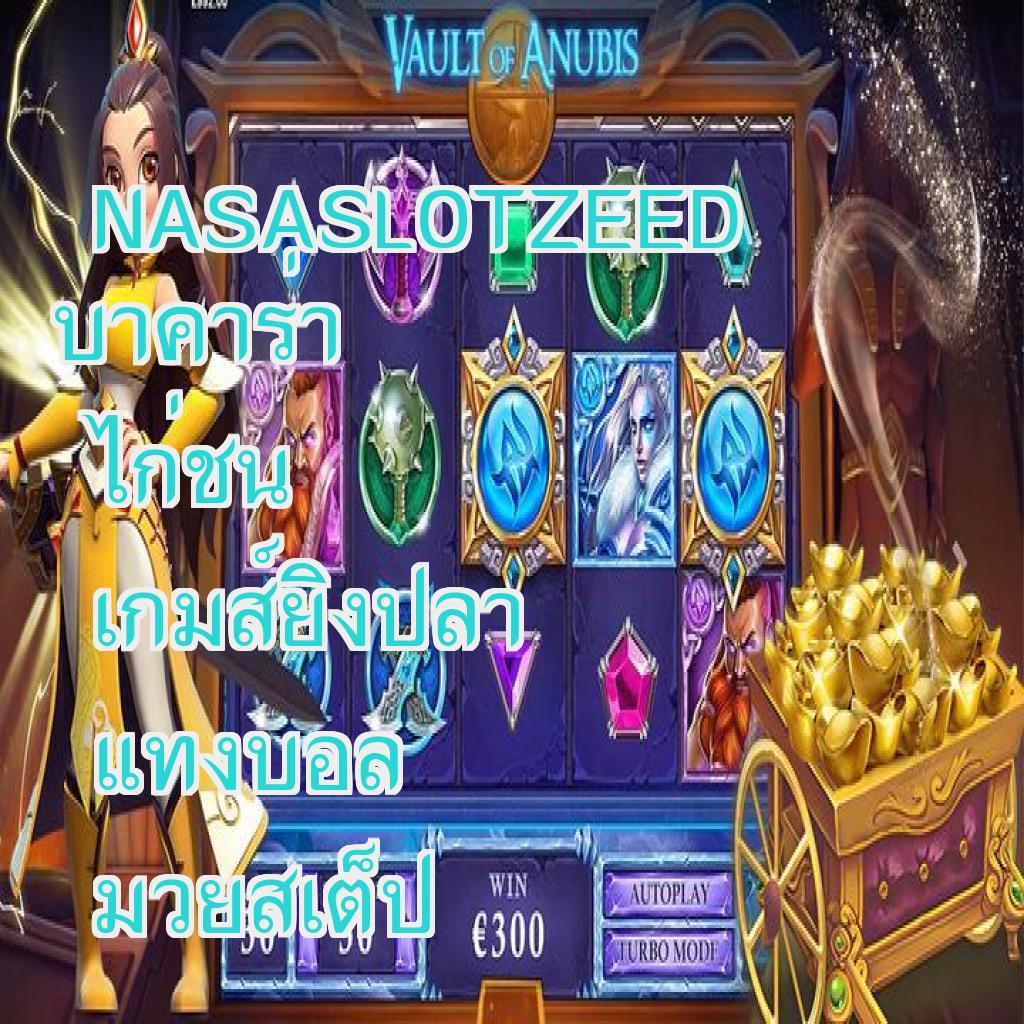 VAULT OF ANUBIS
NASASLOTZEED
บาคาร่า
ไก่ชน
เกมส์ยิงปลา
แทงบอล
มวยสเต็ป
WIN
€300
AUTOPLAY
TURBO MODE